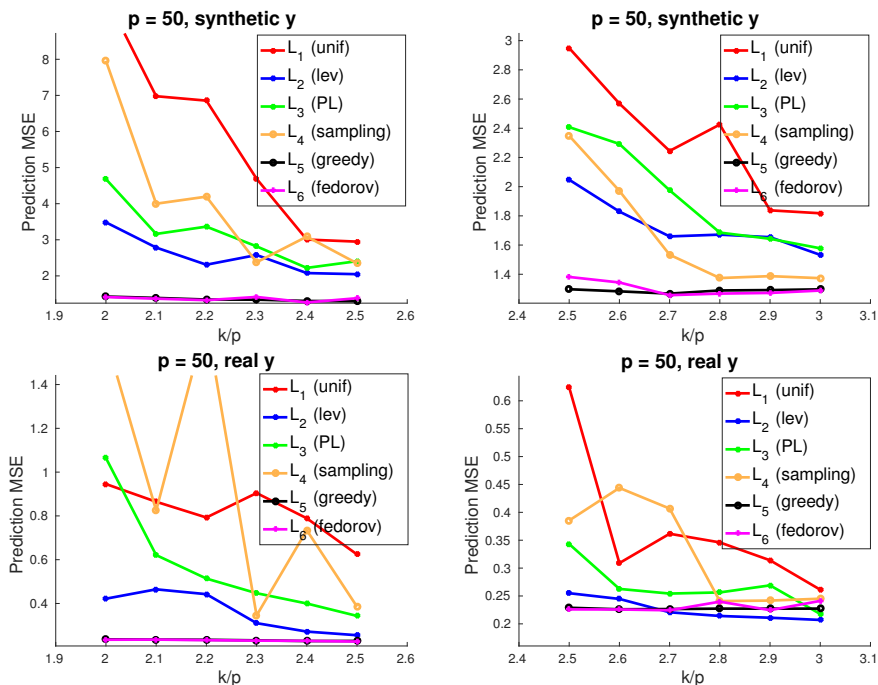 p = 50, synthetic y
Prediction MSE
8
7
6
5
4
3
2
L1 (unif)
L2 (lev)
L3 (PL)
L4 (sampling)
L5 (greedy)
L6 (fedorov)
1.9 2 2.1 2.2 2.3 2.4 2.5 2.6
k/p
p = 50, synthetic y
Prediction MSE
3
2.8
2.6
2.4
2.2
2
1.8
1.6
1.4
L1 (unif)
L2 (lev)
L3 (PL)
L4 (sampling)
L5 (greedy)
L6 (fedorov)
2.4 2.5 2.6 2.7 2.8 2.9 3 3.1
k/p
p = 50, real y
Prediction MSE
1.4
1.2
1
0.8
0.6
0.4
L1 (unif)
L2 (lev)
L3 (PL)
L4 (sampling)
L5 (greedy)
L6 (fedorov)
1.9 2 2.1 2.2 2.3 2.4 2.5 2.6
k/p
p = 50, real y
Prediction MSE
0.6
0.55
0.5
0.45
0.4
0.35
0.3
0.25
0.2
L1 (unif)
L2 (lev)
L3 (PL)
L4 (sampling)
L5 (greedy)
L6 (fedorov)
2.4 2.5 2.6 2.7 2.8 2.9 3 3.1
k/p